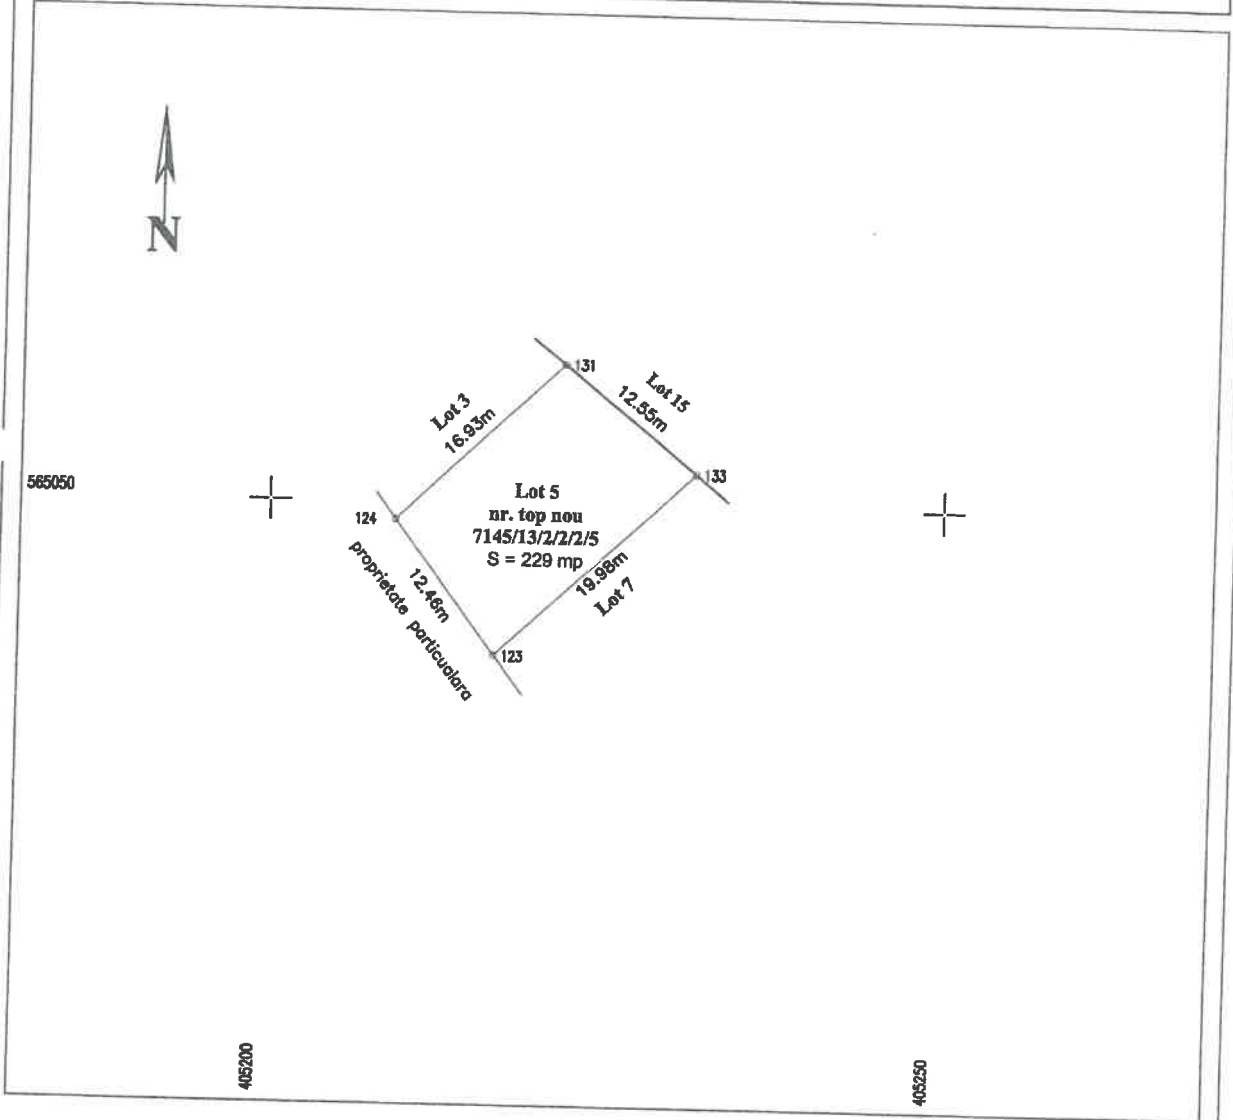 N
131
Lot 15
12.55m
Lot 3
16.93m
133
565050
Lot 5
nr. top nou
7145/13/2/2/2/5
S = 229 mp
124
19.98m
Lot 7
12.46m
proprietate particualara
123
405200
405250